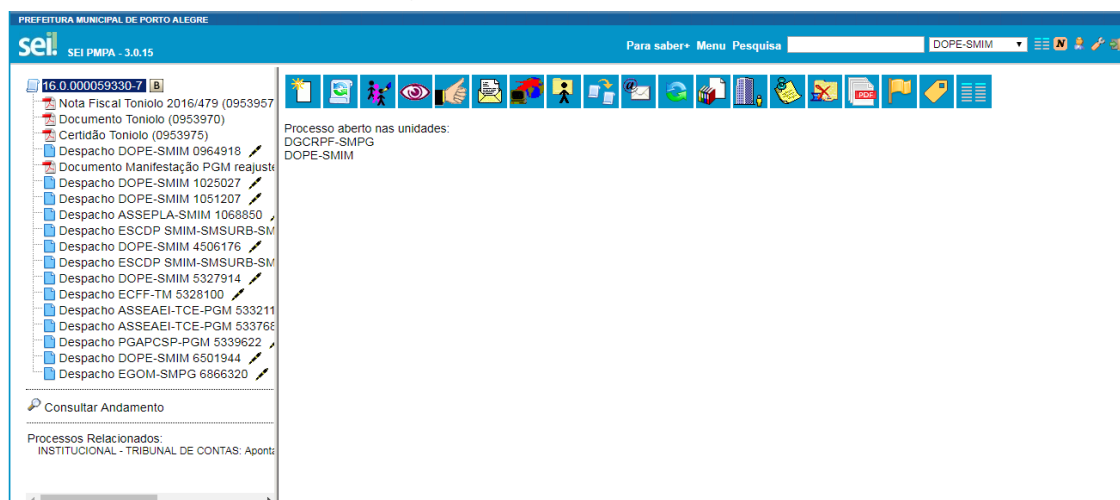 PREFEITURA MUNICIPAL DE PORTO ALEGRE
sei! SEI PMPA - 3.0.15
Para saber+ Menu Pesquisa DOPE-SMIM
N
16.0.000059330-7 B
Nota Fiscal Toniolo 2016/479 (0953957
Documento Toniolo (0953970)
Certidão Toniolo (0953975)
Despacho DOPE-SMIM 0964918
Documento Manifestação PGM reajuste
Despacho DOPE-SMIM 1025027
Despacho DOPE-SMIM 1051207
Despacho ASSEPLA-SMIM 1068850
Despacho ESCDP SMIM-SMSURB-SM
Despacho DOPE-SMIM 4506176
Despacho ESCDP SMIM-SMSURB-SM
Despacho DOPE-SMIM 5327914
Despacho ECFF-TM 5328100
Despacho ASSEAEI-TCE-PGM 533211
Despacho ASSEAEI-TCE-PGM 533768
Despacho PGAPCSP-PGM 5339622
Despacho DOPE-SMIM 6501944
Despacho EGOM-SMPG 6866320
Consultar Andamento
Processos Relacionados:
INSTITUCIONAL - TRIBUNAL DE CONTAS: Aponta
PDF
Processo aberto nas unidades:
DGCRPF-SMPG
DOPE-SMIM